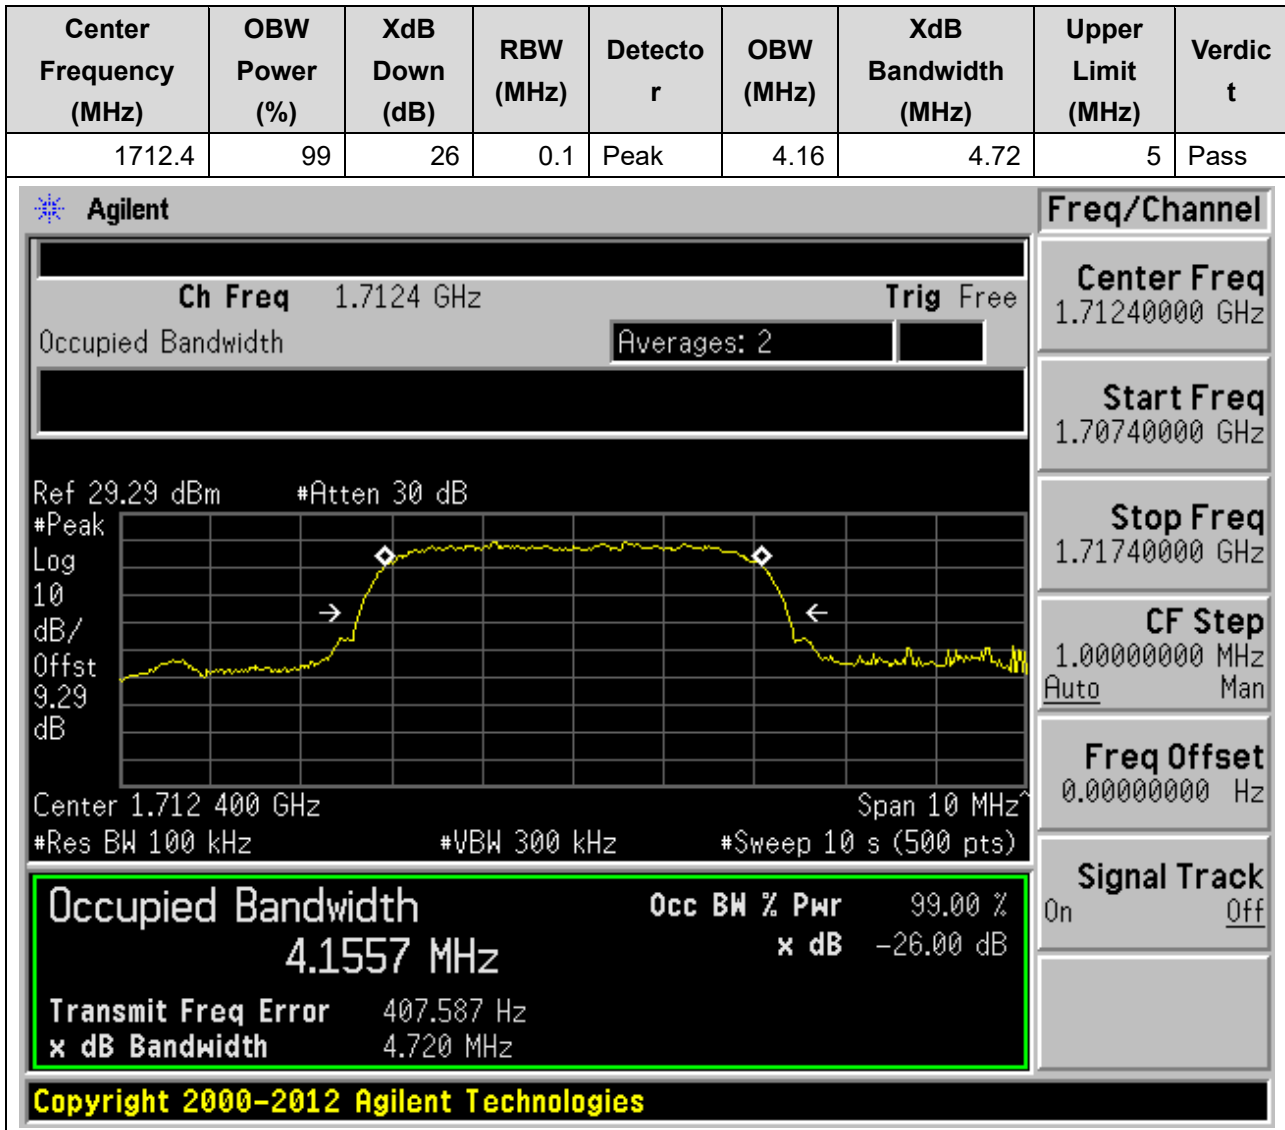 Center Frequency (MHz) OBW Power (%) XdB Down (dB) RBW (MHz) Detector OBW (MHz) XdB Bandwidth (MHz) Upper Limit (MHz) Verdict
1712.4 99 26 0.1 Peak 4.16 4.72 5 Pass
Agilent
Freq/Channel
Ch Freq 1.7124 GHz Trig Free
Occupied Bandwidth Averages: 2
Center Freq
1.71240000 GHz
Start Freq
1.70740000 GHz
Stop Freq
1.71740000 GHz
CF Step
1.00000000 MHz
Auto Man
Freq Offset
0.00000000 Hz
Signal Track
On Off
Ref 29.29 dBm #Atten 30 dB
#Peak
Log
10
dB/
Offst
9.29
dB
Center 1.712 400 GHz Span 10 MHz^
#Res BW 100 kHz #VBW 300 kHz #Sweep 10 s (500 pts)
Occupied Bandwidth Occ BW % Pwr 99.00 %
4.1557 MHz x dB -26.00 dB
Transmit Freq Error 407.587 Hz
x dB Bandwidth 4.720 MHz
Copyright 2000-2012 Agilent Technologies